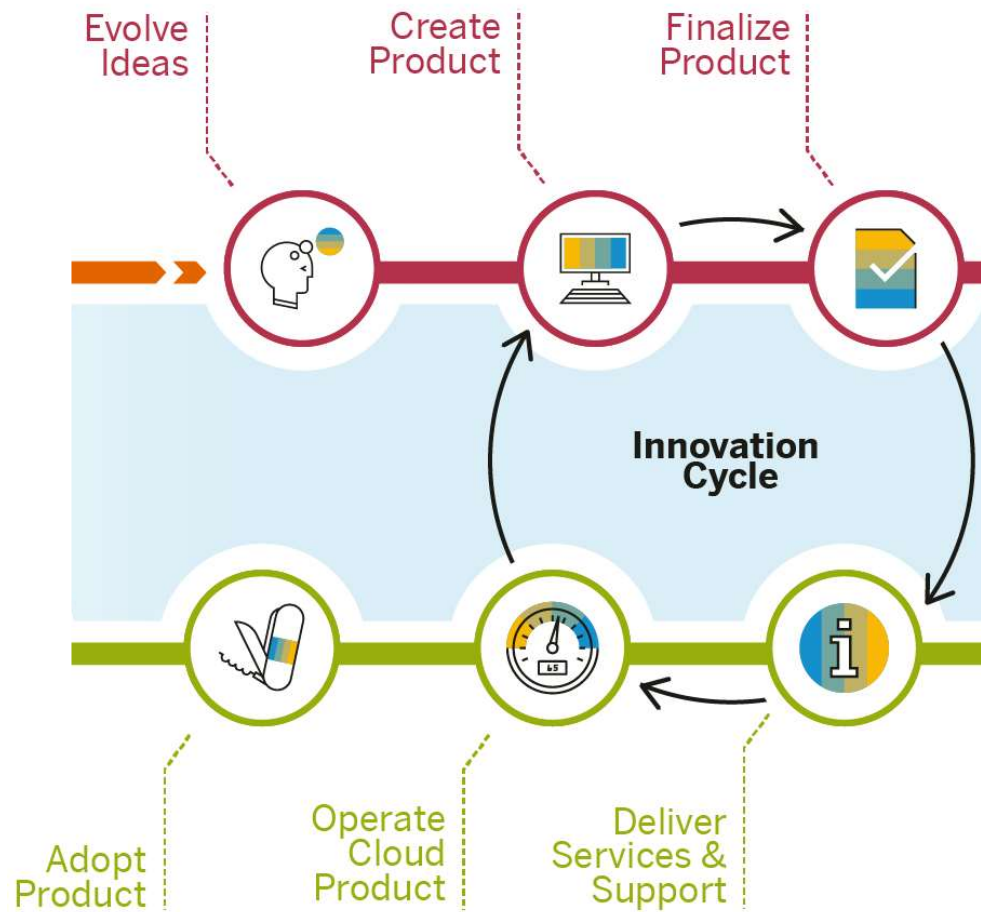 Evolve
Ideas
Create
Product
Finalize
Product
Innovation
Cycle
65
i
Adopt
Product
Operate
Cloud
Product
Deliver
Services &
Support